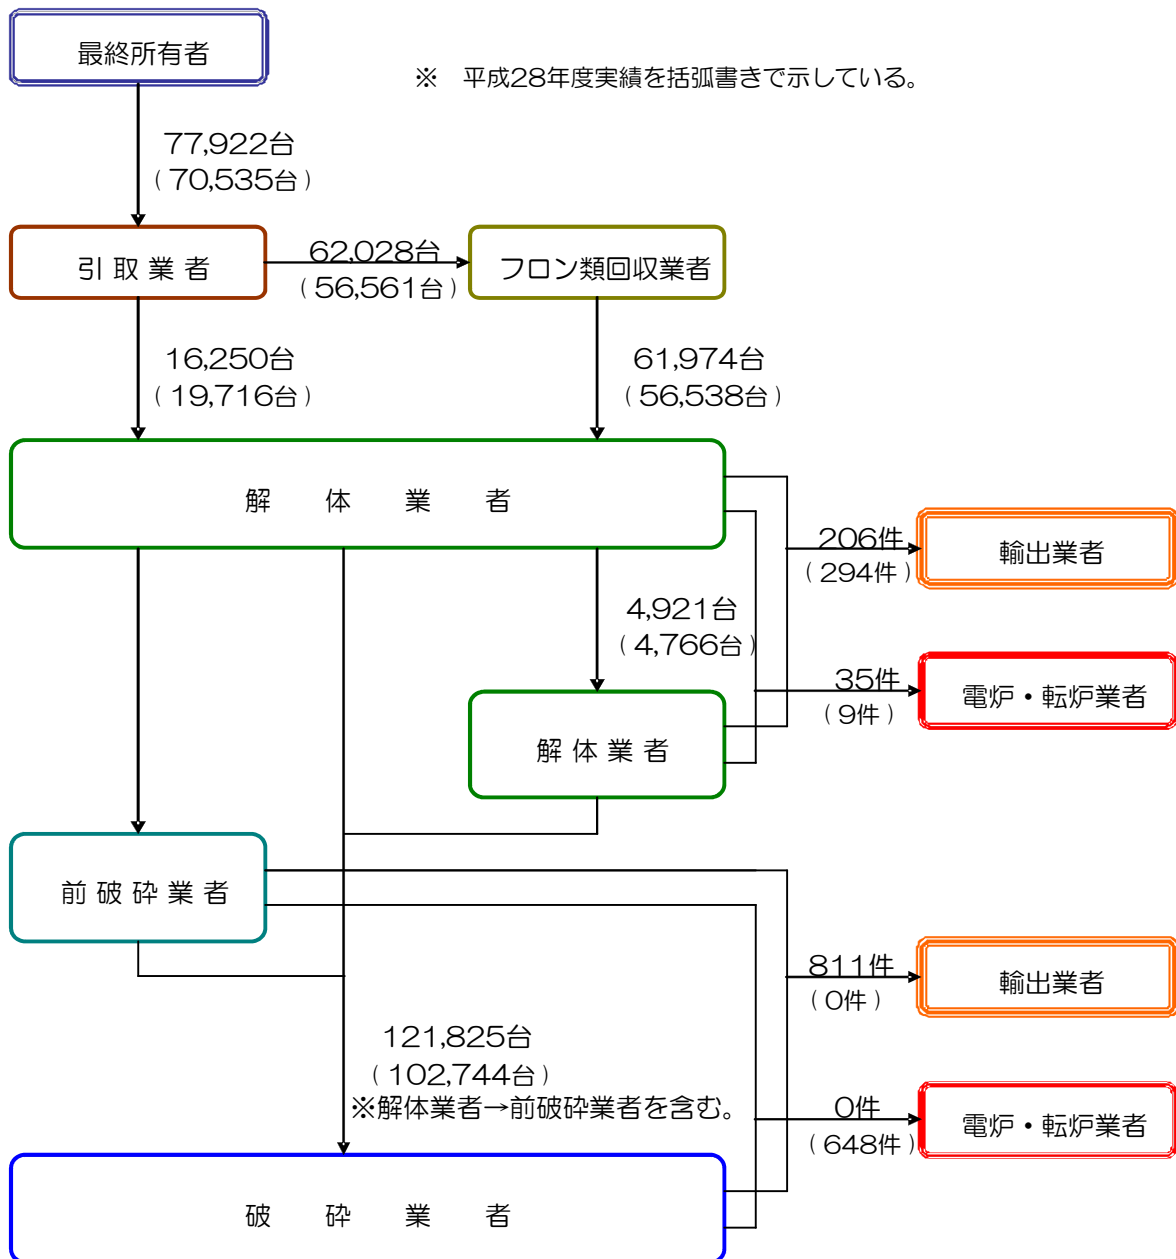 最終所有者
※　平成28年度実績を括弧書きで示している。
77,922台
(70,535台)
引 取 業 者
62,028台
(56,561台)
フロン類回収業者
16,250台
(19,716台)
61,974台
(56,538台)
解　体　業　者
206件
(294件)
輸出業者
4,921台
(4,766台)
35件
(9件)
電炉・転炉業者
解 体 業 者
前 破 砕 業 者
811件
(0件)
輸出業者
121,825台
(102,744台)
※解体業者→前破砕業者を含む。
0件
(648件)
電炉・転炉業者
破　砕　業　者